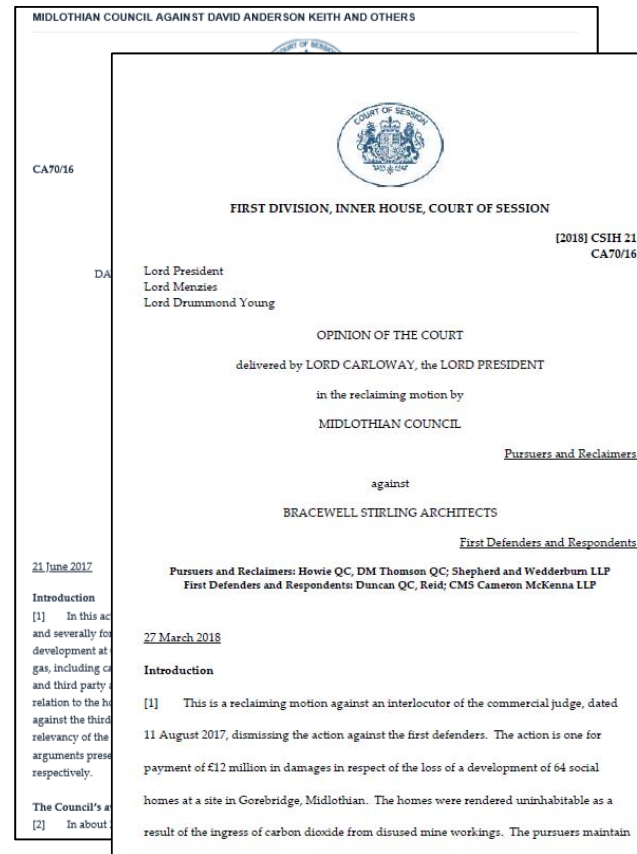 MIDLOTHIAN COUNCIL AGAINST DAVID ANDERSON KEITH AND OTHERS
CA70/16
DA
21 June 2017
Introduction
[1] In this
and severally for
development at
gas, including
and third party
relation to the
against the third
relevancy of the
arguments
respectively.
The Council's
[2] In about
COURT OF SESSION
FIRST DIVISION, INNER HOUSE, COURT OF SESSION
[2018] CSIH 21
CA70/16
Lord President
Lord Menzies
Lord Drummond Young
OPINION OF THE COURT
delivered by LORD CARLOWAY, the LORD PRESIDENT
in the reclaiming motion by
MIDLOTHIAN COUNCIL
Pursuers and Reclaimers
against
BRACEWELL STIRLING ARCHITECTS
First Defenders and Respondents
Pursuers and Reclaimers: Howie QC, DM Thomson QC; Shepherd and Wedderburn LLP
First Defenders and Respondents: Duncan QC, Reid; CMS Cameron McKenna LLP
27 March 2018
Introduction
[1] This is a reclaiming motion against an interlocutor of the commercial judge, dated
11 August 2017, dismissing the action against the first defenders. The action is one for
payment of £12 million in damages in respect of the loss of a development of 64 social
homes at a site in Gorebridge, Midlothian. The homes were rendered uninhabitable as a
result of the ingress of carbon dioxide from disused mine workings. The pursuers maintain